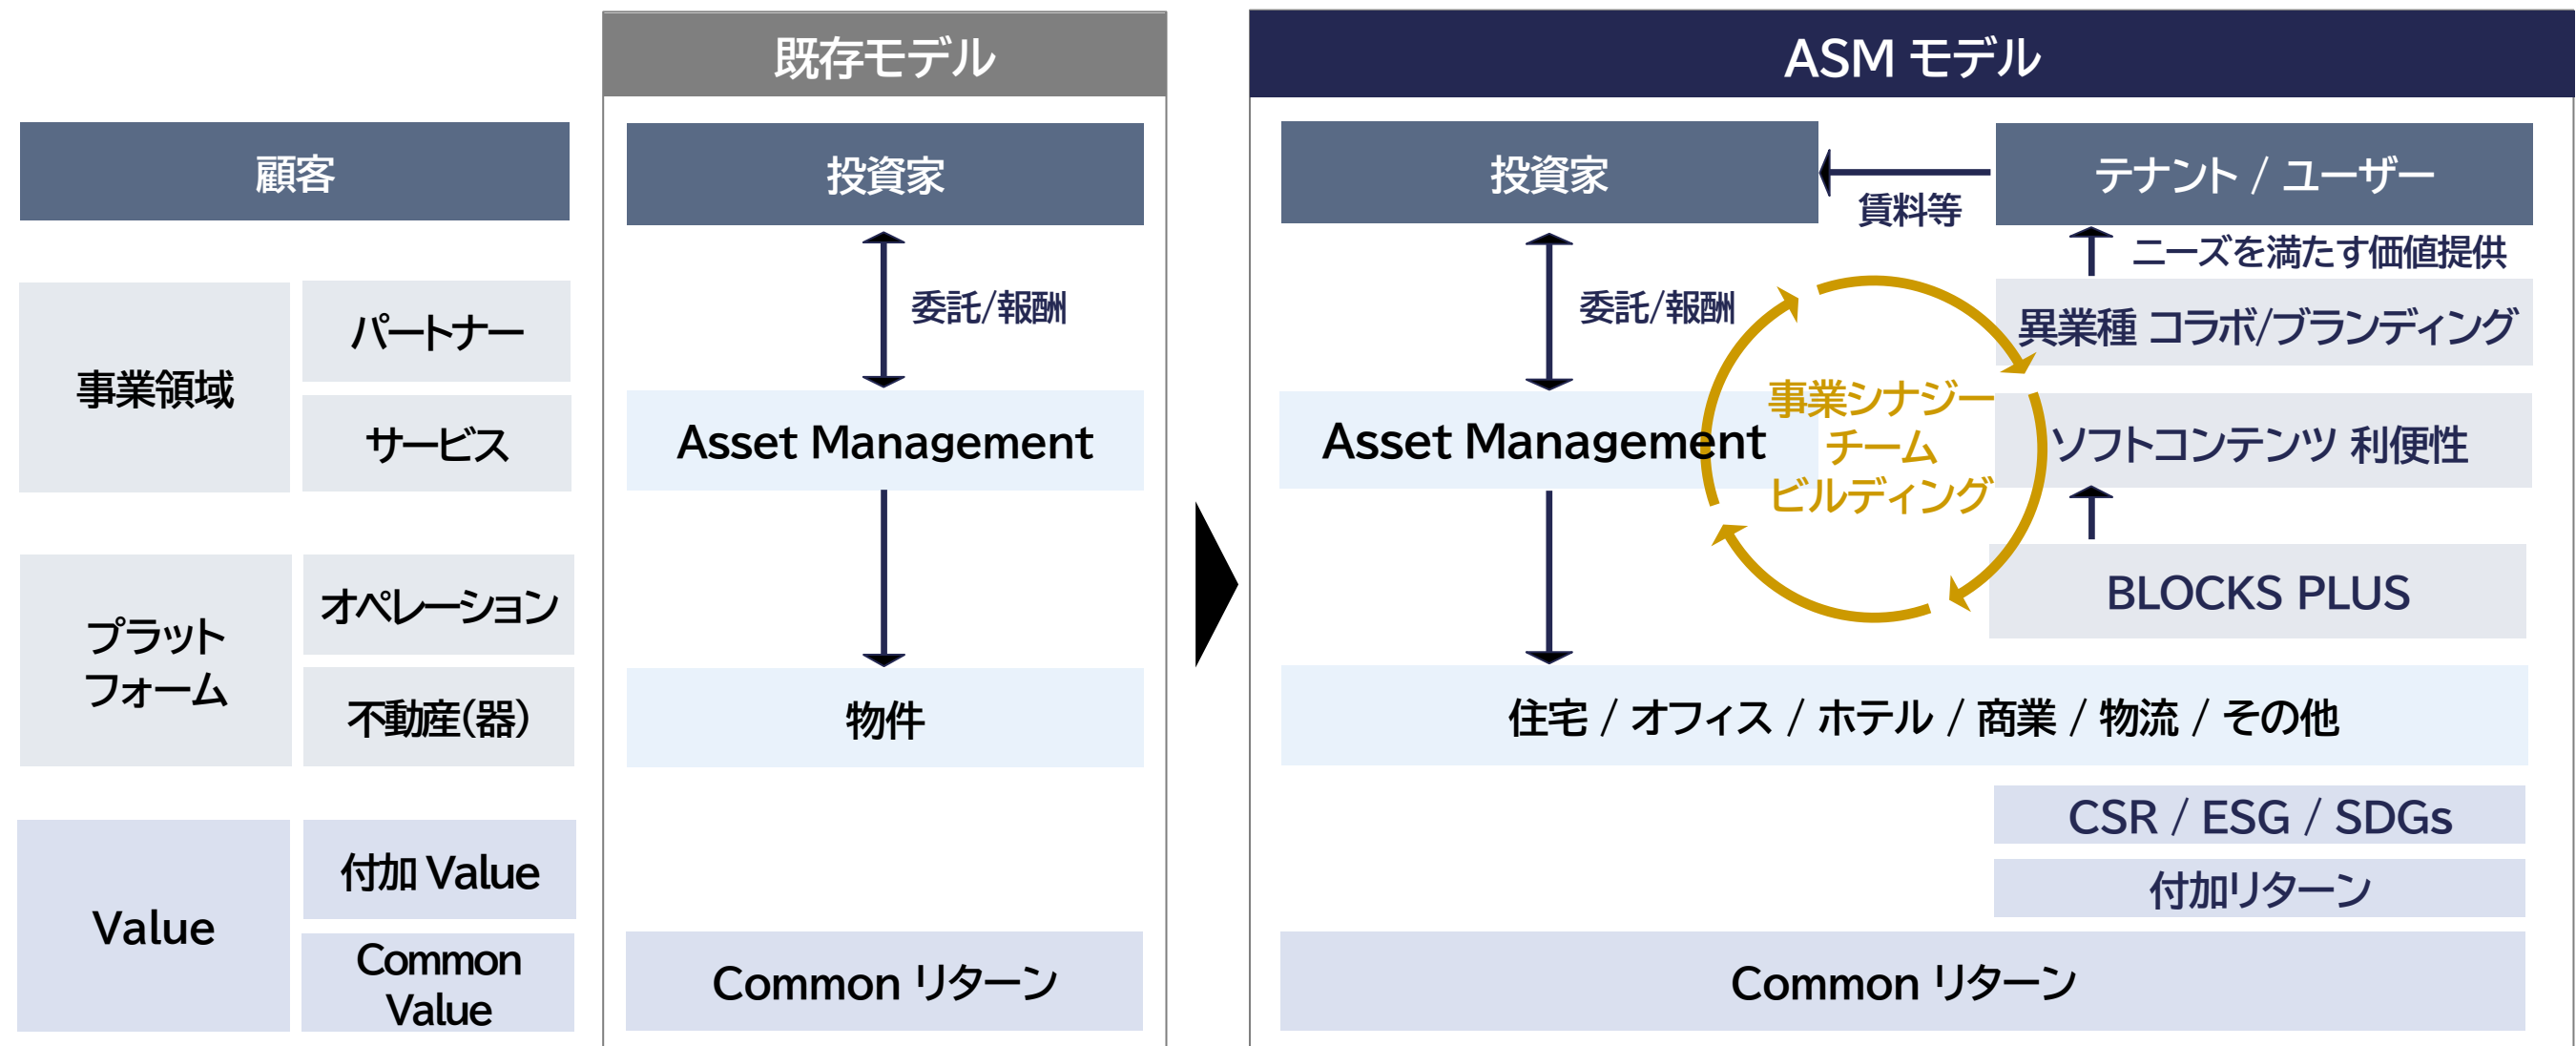 既存モデル
ASM モデル
顧客
投資家
投資家
賃料等
テナント / ユーザー
ニーズを満たす価値提供
事業領域
パートナー
委託/報酬
委託/報酬
異業種 コラボ/ブランディング
サービス
Asset Management
Asset Management
事業シナジー
チーム
ビルディング
ソフトコンテンツ 利便性
プラット
フォーム
オペレーション
BLOCKS PLUS
不動産(器)
物件
住宅 / オフィス / ホテル / 商業 / 物流 / その他
Value
付加 Value
CSR / ESG / SDGs
付加リターン
Common
Value
Common リターン
Common リターン